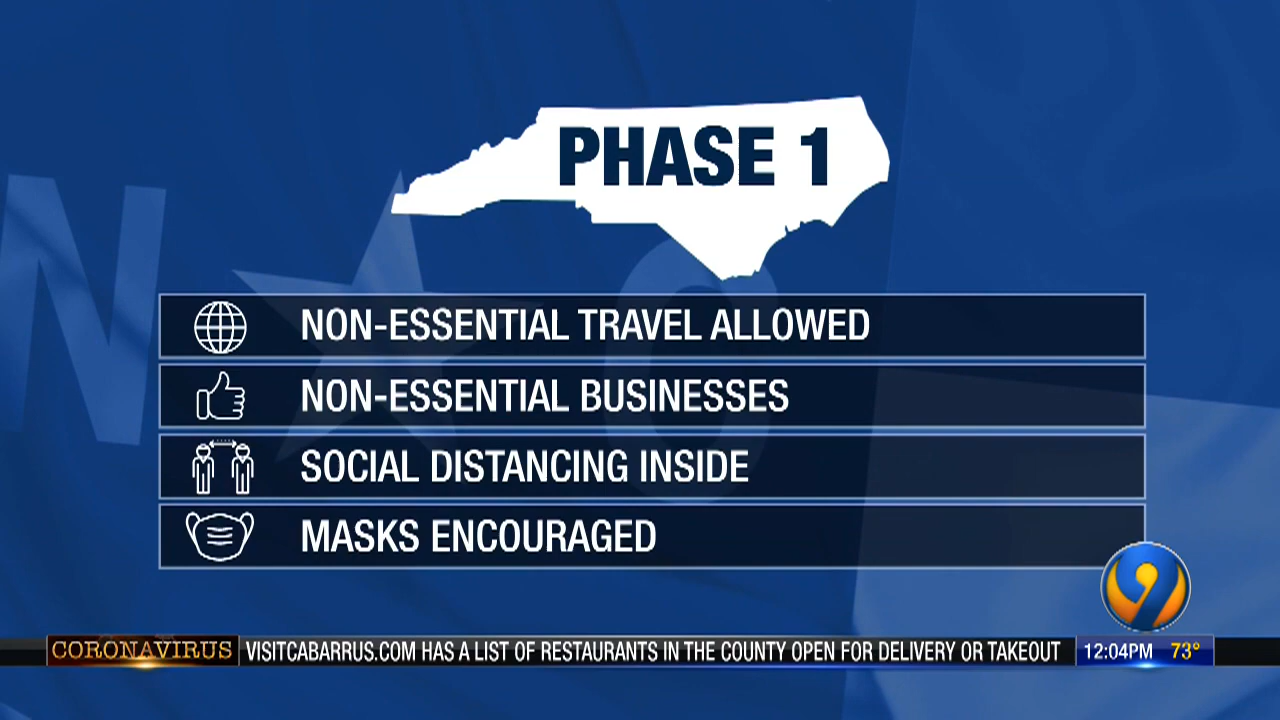 N C
PHASE 1
NON-ESSENTIAL TRAVEL ALLOWED
NON-ESSENTIAL BUSINESSES
SOCIAL DISTANCING INSIDE
MASKS ENCOURAGED
9
CORONAVIRUS VISITCABARRUS.COM HAS A LIST OF RESTAURANTS IN THE COUNTY OPEN FOR DELIVERY OR TAKEOUT 12:04PM 73°